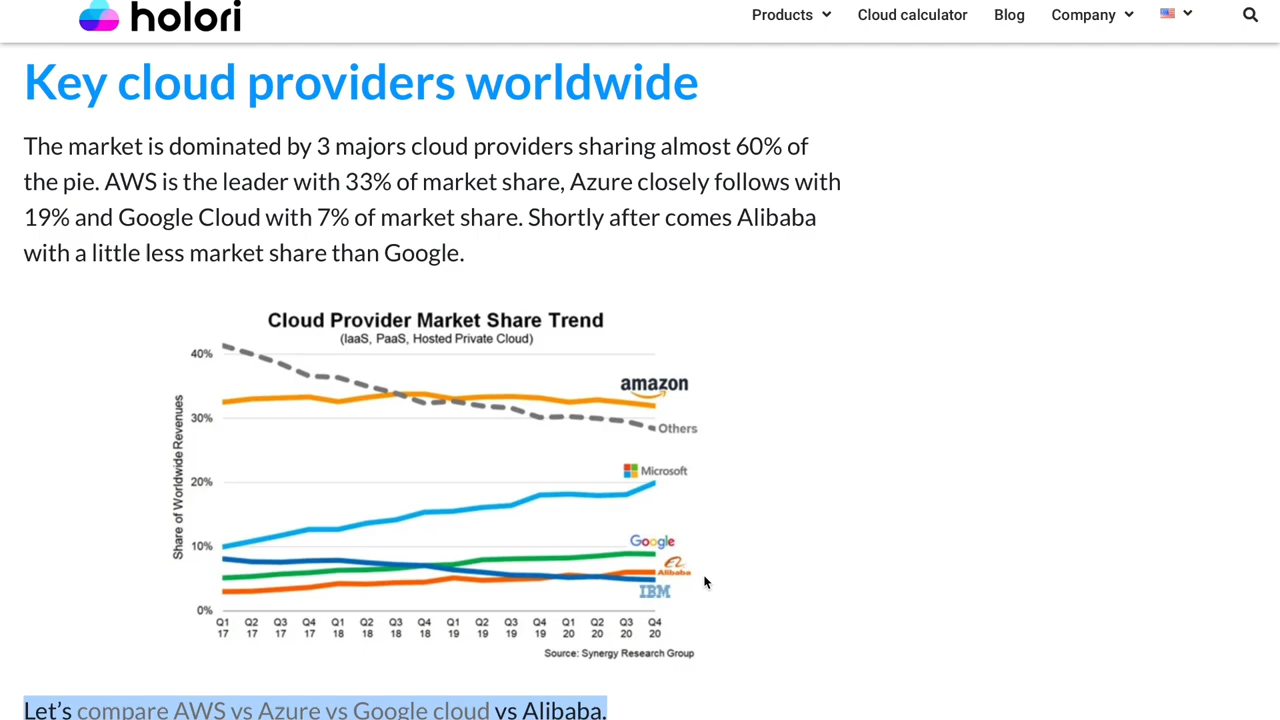 holori
Products Cloud calculator Blog Company
Key cloud providers worldwide
The market is dominated by 3 majors cloud providers sharing almost 60% of
the pie. AWS is the leader with 33% of market share, Azure closely follows with
19% and Google Cloud with 7% of market share. Shortly after comes Alibaba
with a little less market share than Google.
Cloud Provider Market Share Trend
(IaaS, PaaS, Hosted Private Cloud)
Share of Worldwide Revenues
40%
30%
20%
10%
0%
amazon
Others
Microsoft
Google
Alibaba
IBM
Q1 Q2 Q3 Q4 Q1 Q2 Q3 Q4 Q1 Q2 Q3 Q4 Q1 Q2 Q3 Q4
17 17 17 17 18 18 18 18 19 19 19 19 20 20 20 20
Source: Synergy Research Group
Let's compare AWS vs Azure vs Google cloud vs Alibaba.